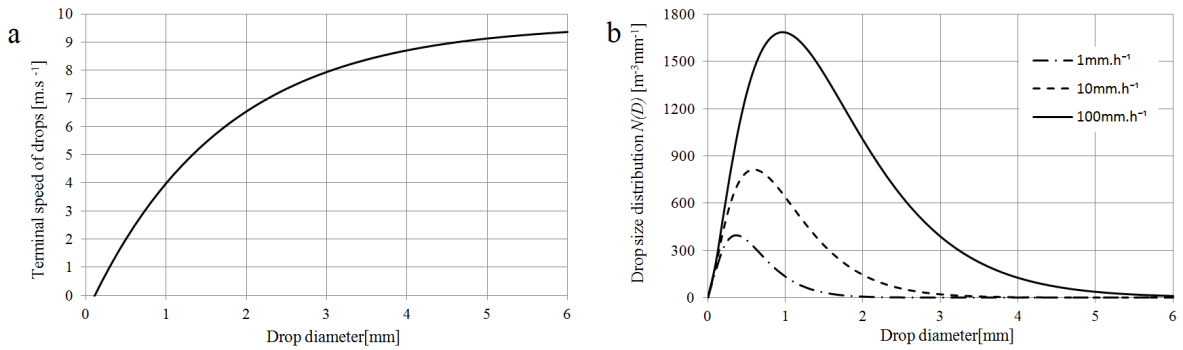 a
Terminal speed of drops [m.s ⁻¹]
10
9
8
7
6
5
4
3
2
1
0
0 1 2 3 4 5 6
Drop diameter[mm]
b
Drop size distribution N(D) [m⁻³mm⁻¹]
1800
1500
1200
900
600
300
0
0 1 2 3 4 5 6
Drop diameter[mm]
1mm.h⁻¹
10mm.h⁻¹
100mm.h⁻¹